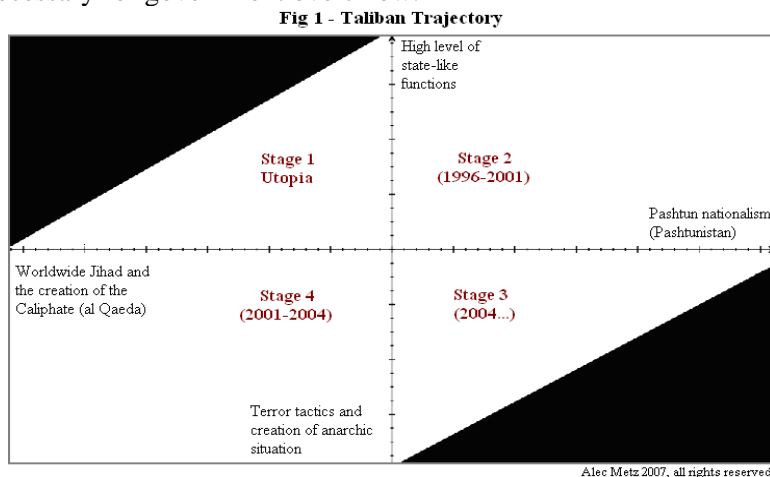 Fig 1 - Taliban Trajectory
High level of
state-like
functions
Stage 1
Utopia
Stage 2
(1996-2001)
Pashtun nationalism
(Pashtunistan)
Worldwide Jihad and
the creation of the
Caliphate (al Qaeda)
Stage 4
(2001-2004)
Stage 3
(2004...)
Terror tactics and
creation of anarchic
situation
Alec Metz 2007, all rights reserved